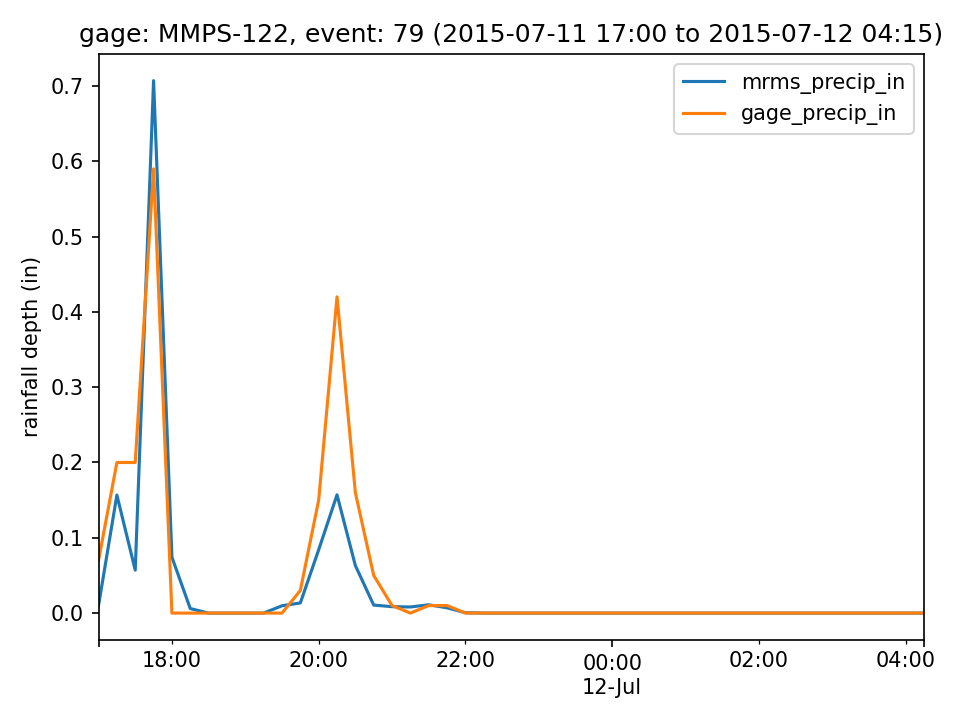 gage: MMPS-122, event: 79 (2015-07-11 17:00 to 2015-07-12 04:15)
mrms_precip_in
gage_precip_in
rainfall depth (in)
0.7
0.6
0.5
0.4
0.3
0.2
0.1
0.0
18:00 20:00 22:00 00:00 02:00 04:00
12-Jul